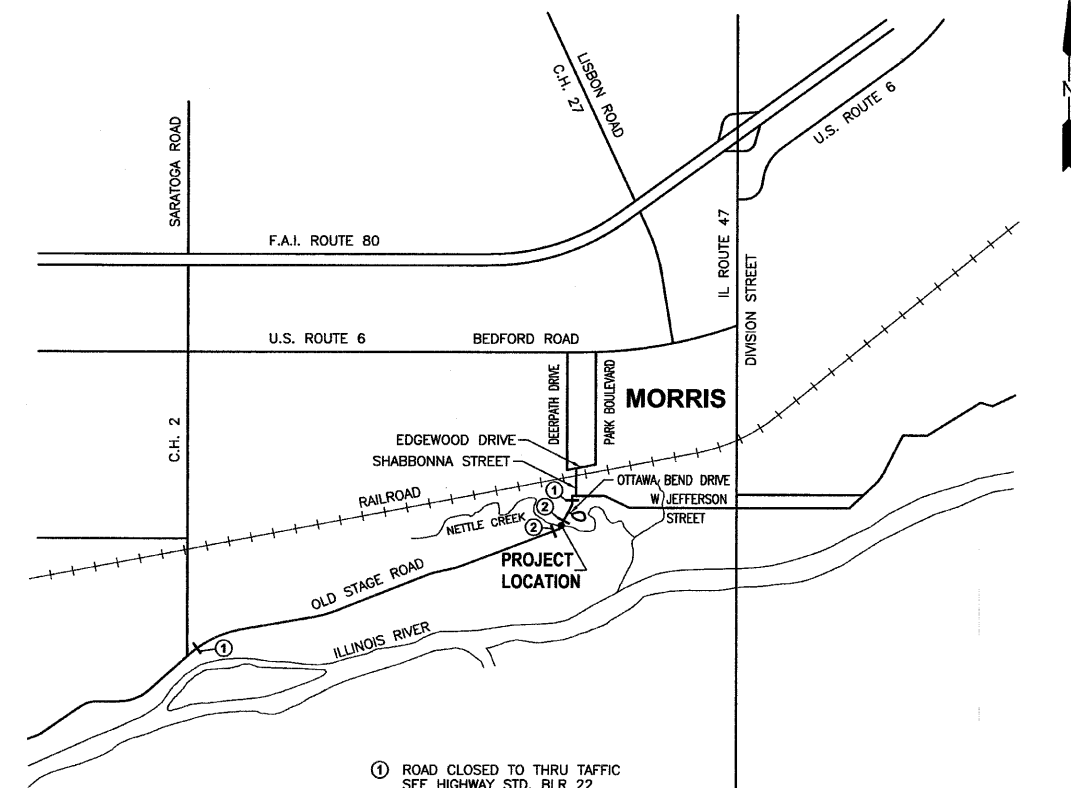 LISBON ROAD
C.H. 27
U.S. ROUTE 6
N
SARATOGA ROAD
F.A.I. ROUTE 80
IL ROUTE 47
DIVISION STREET
U.S. ROUTE 6
BEDFORD ROAD
DEERPATH DRIVE
PARK BOULEVARD
MORRIS
C.H. 2
EDGEWOOD DRIVE
SHABBONNA STREET
RAILROAD
1
OTTAWA BEND DRIVE
W JEFFERSON
STREET
2
NETTLE CREEK
2
PROJECT
LOCATION
OLD STAGE ROAD
ILLINOIS RIVER
1
1 ROAD CLOSED TO THRU TAFFIC
SEE HIGHWAY STD. BLR 22